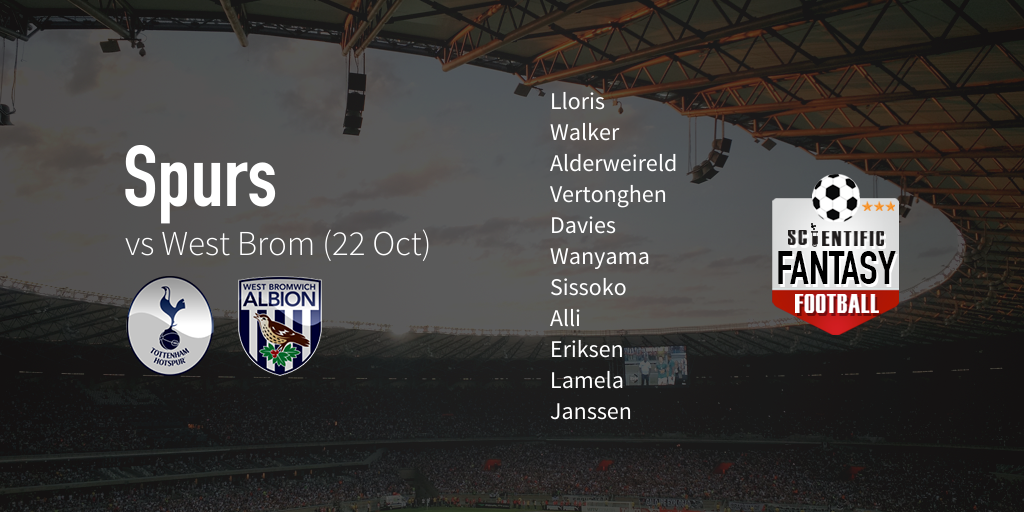 Spurs
vs West Brom (22 Oct)
TOTTENHAM
HOTSPUR
WEST BROMWICH
ALBION
Lloris
Walker
Alderweireld
Vertonghen
Davies
Wanyama
Sissoko
Alli
Eriksen
Lamela
Janssen
SCIENTIFIC
FANTASY
FOOTBALL